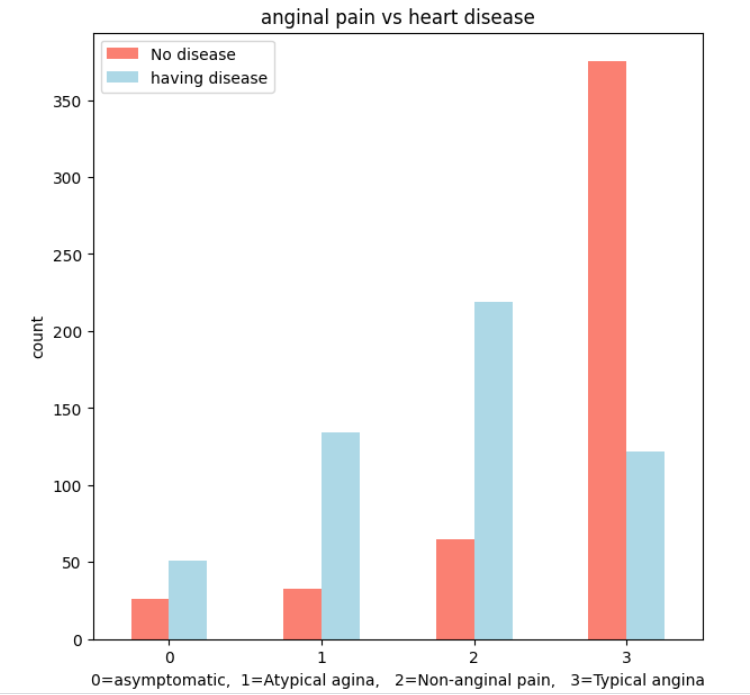 anginal pain vs heart disease
No disease
having disease
350
300
250
200
150
100
50
0
count
0 1 2 3
0=asymptomatic, 1=Atypical agina, 2=Non-anginal pain, 3=Typical angina